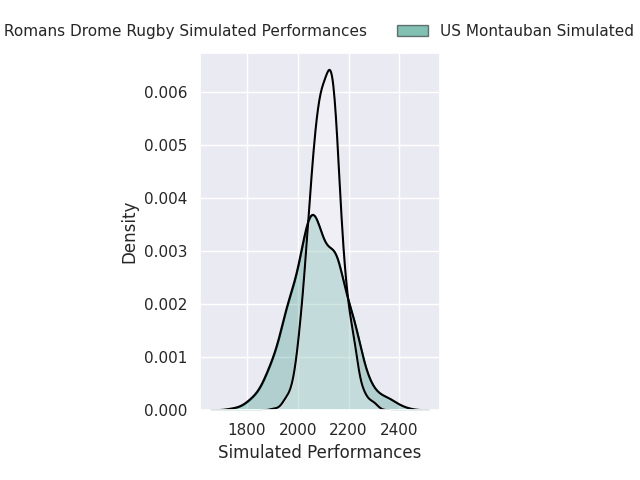 Romans Drome Rugby Simulated Performances
US Montauban Simulated
0.006
0.005
0.004
0.003
0.002
0.001
0.000
Density
1800 2000 2200 2400
Simulated Performances